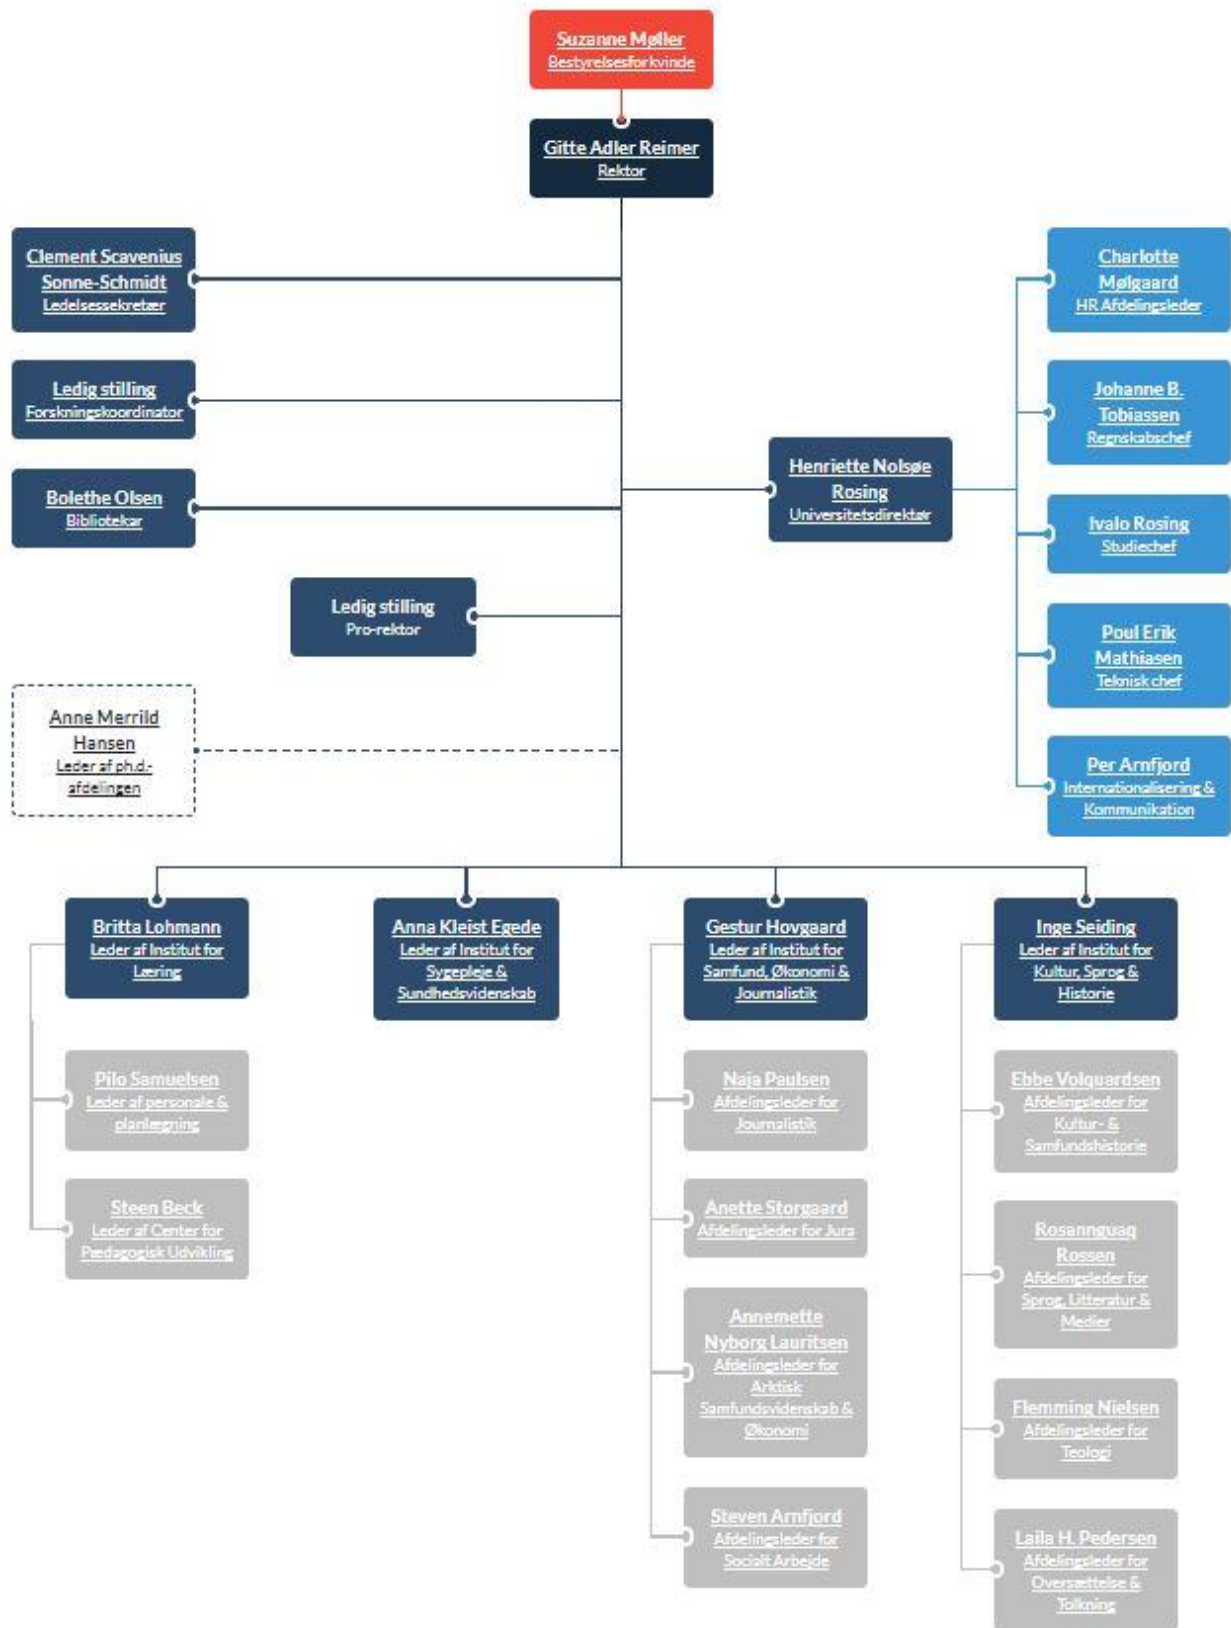 Suzanne Møller
Bestyrelsesforkvinde
Gitte Adler Reimer
Rektor
Clement Scavenius
Sonne-Schmidt
Ledelsessekretær
Ledig stilling
Forskningskoordinator
Bolethe Olsen
Bibliotekar
Ledig stilling
Pro-rektor
Anne Merrild
Hansen
Leder af ph.d.-
afdelingen
Henriette Nolsøe
Rosing
Universitetsdirektør
Charlotte
Mølgaard
HR Afdelingsleder
Johanne B.
Tobiassen
Regnskabschef
Ivalo Rosing
Studiechef
Poul Erik
Mathiasen
Teknisk chef
Per Arnfjord
Internationalisering &
Kommunikation
Britta Lohmann
Leder af Institut for
Læring
Pilo Samuelsen
Leder af personale &
planlægning
Steen Beck
Leder af Center for
Pædagogisk Udvikling
Anna Kleist Egede
Leder af Institut for
Sygepleje &
Sundhedsvidenskab
Gestur Hovgaard
Leder af Institut for
Samfund, Økonomi &
Journalistik
Naja Paulsen
Afdelingsleder for
Journalistik
Anette Storgaard
Afdelingsleder for Jura
Annemette
Nyborg Lauritsen
Afdelingsleder for
Arktisk
Samfundsvidenskab &
Økonomi
Steven Arnfjord
Afdelingsleder for
Socialt Arbejde
Inge Seiding
Leder af Institut for
Kultur, Sprog &
Historie
Ebbe Volquardsen
Afdelingsleder for
Kultur- &
Samfundshistorie
Rosannguaq
Rossen
Afdelingsleder for
Sprog, Litteratur &
Medier
Flemming Nielsen
Afdelingsleder for
Teologi
Laila H. Pedersen
Afdelingsleder for
Oversættelse &
Tolkning